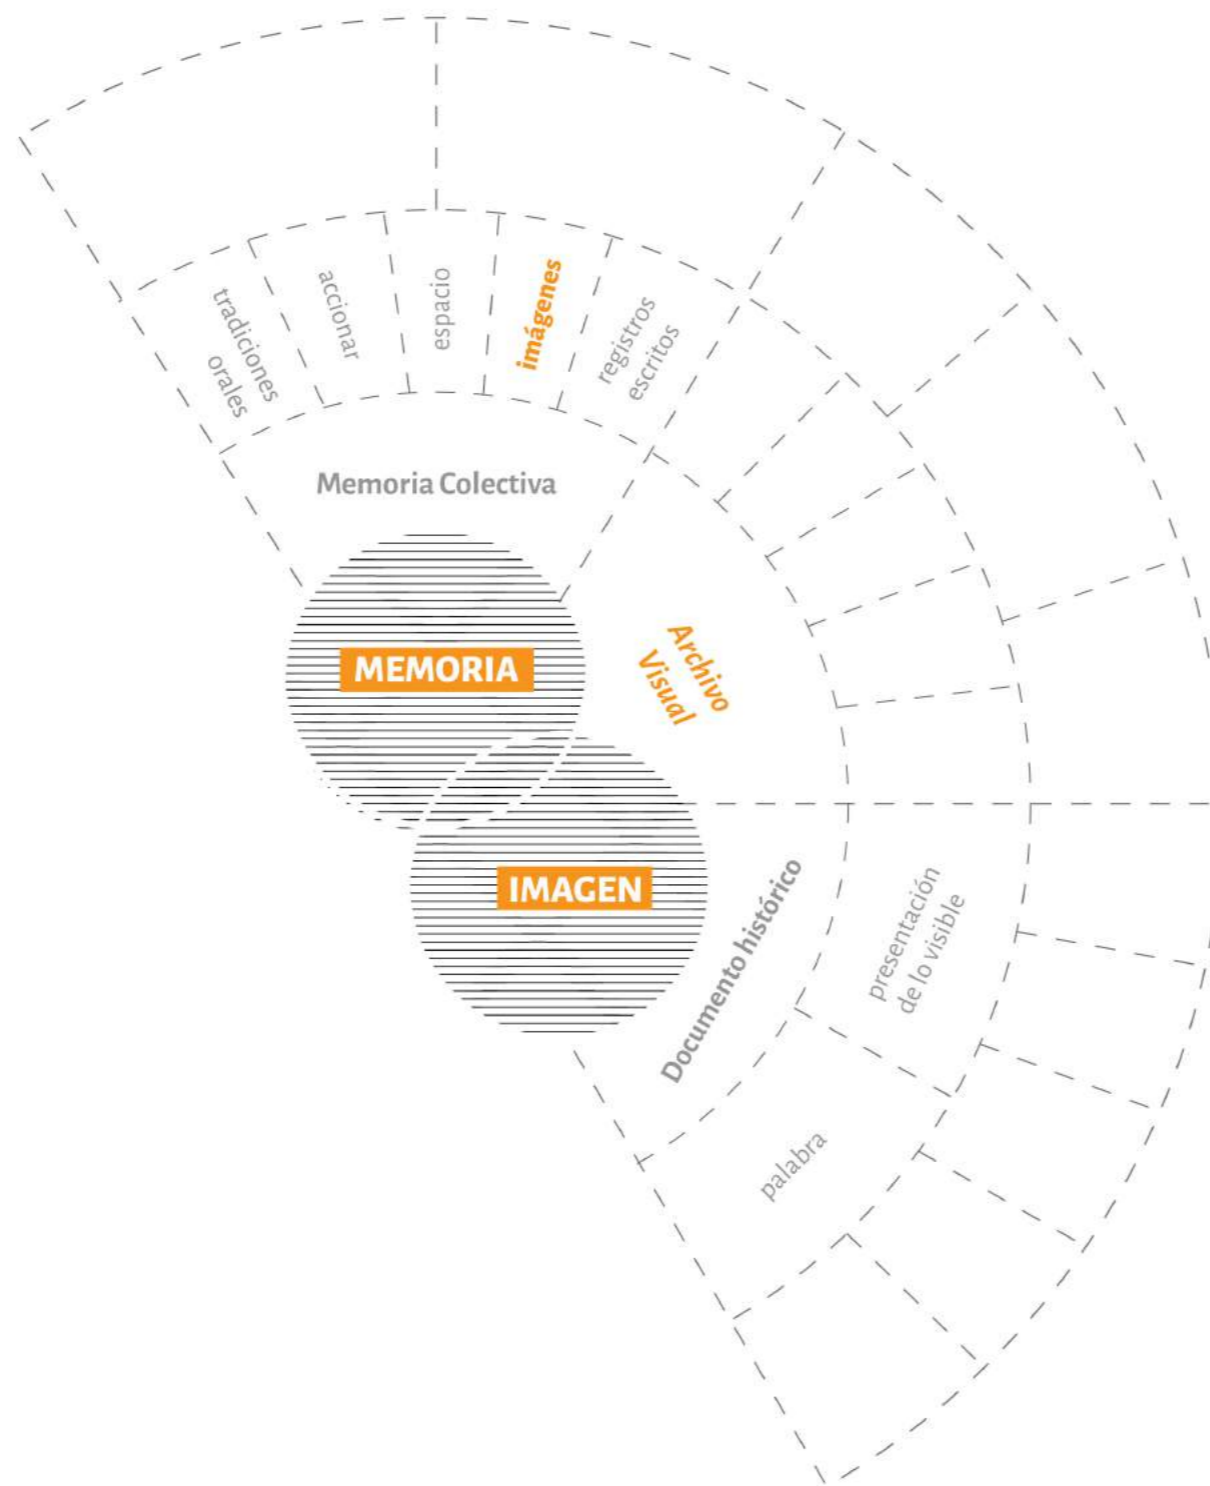 tradiciones
orales
accionar
espacio
imágenes
registros
escritos
Memoria Colectiva
MEMORIA
Archivo
Visual
IMAGEN
Documento histórico
presentación
de lo visible
palabra